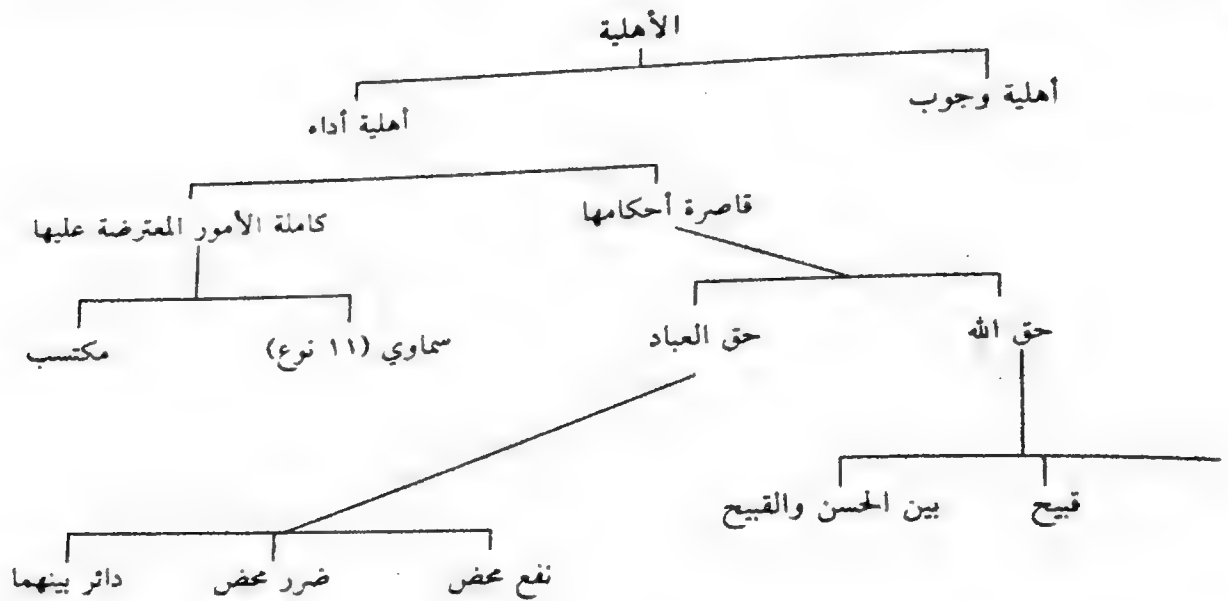 الأهلية
أهلية وجوب
أهلية أداء
قاصرة أحكامها
كاملة الأمور المعترضة عليها
حق الله
حق العباد
سماوي (١١ نوع)
مكتسب
قبيح
بين الحسن والقبيح
نفع محض
ضرر محض
دائر بينهما